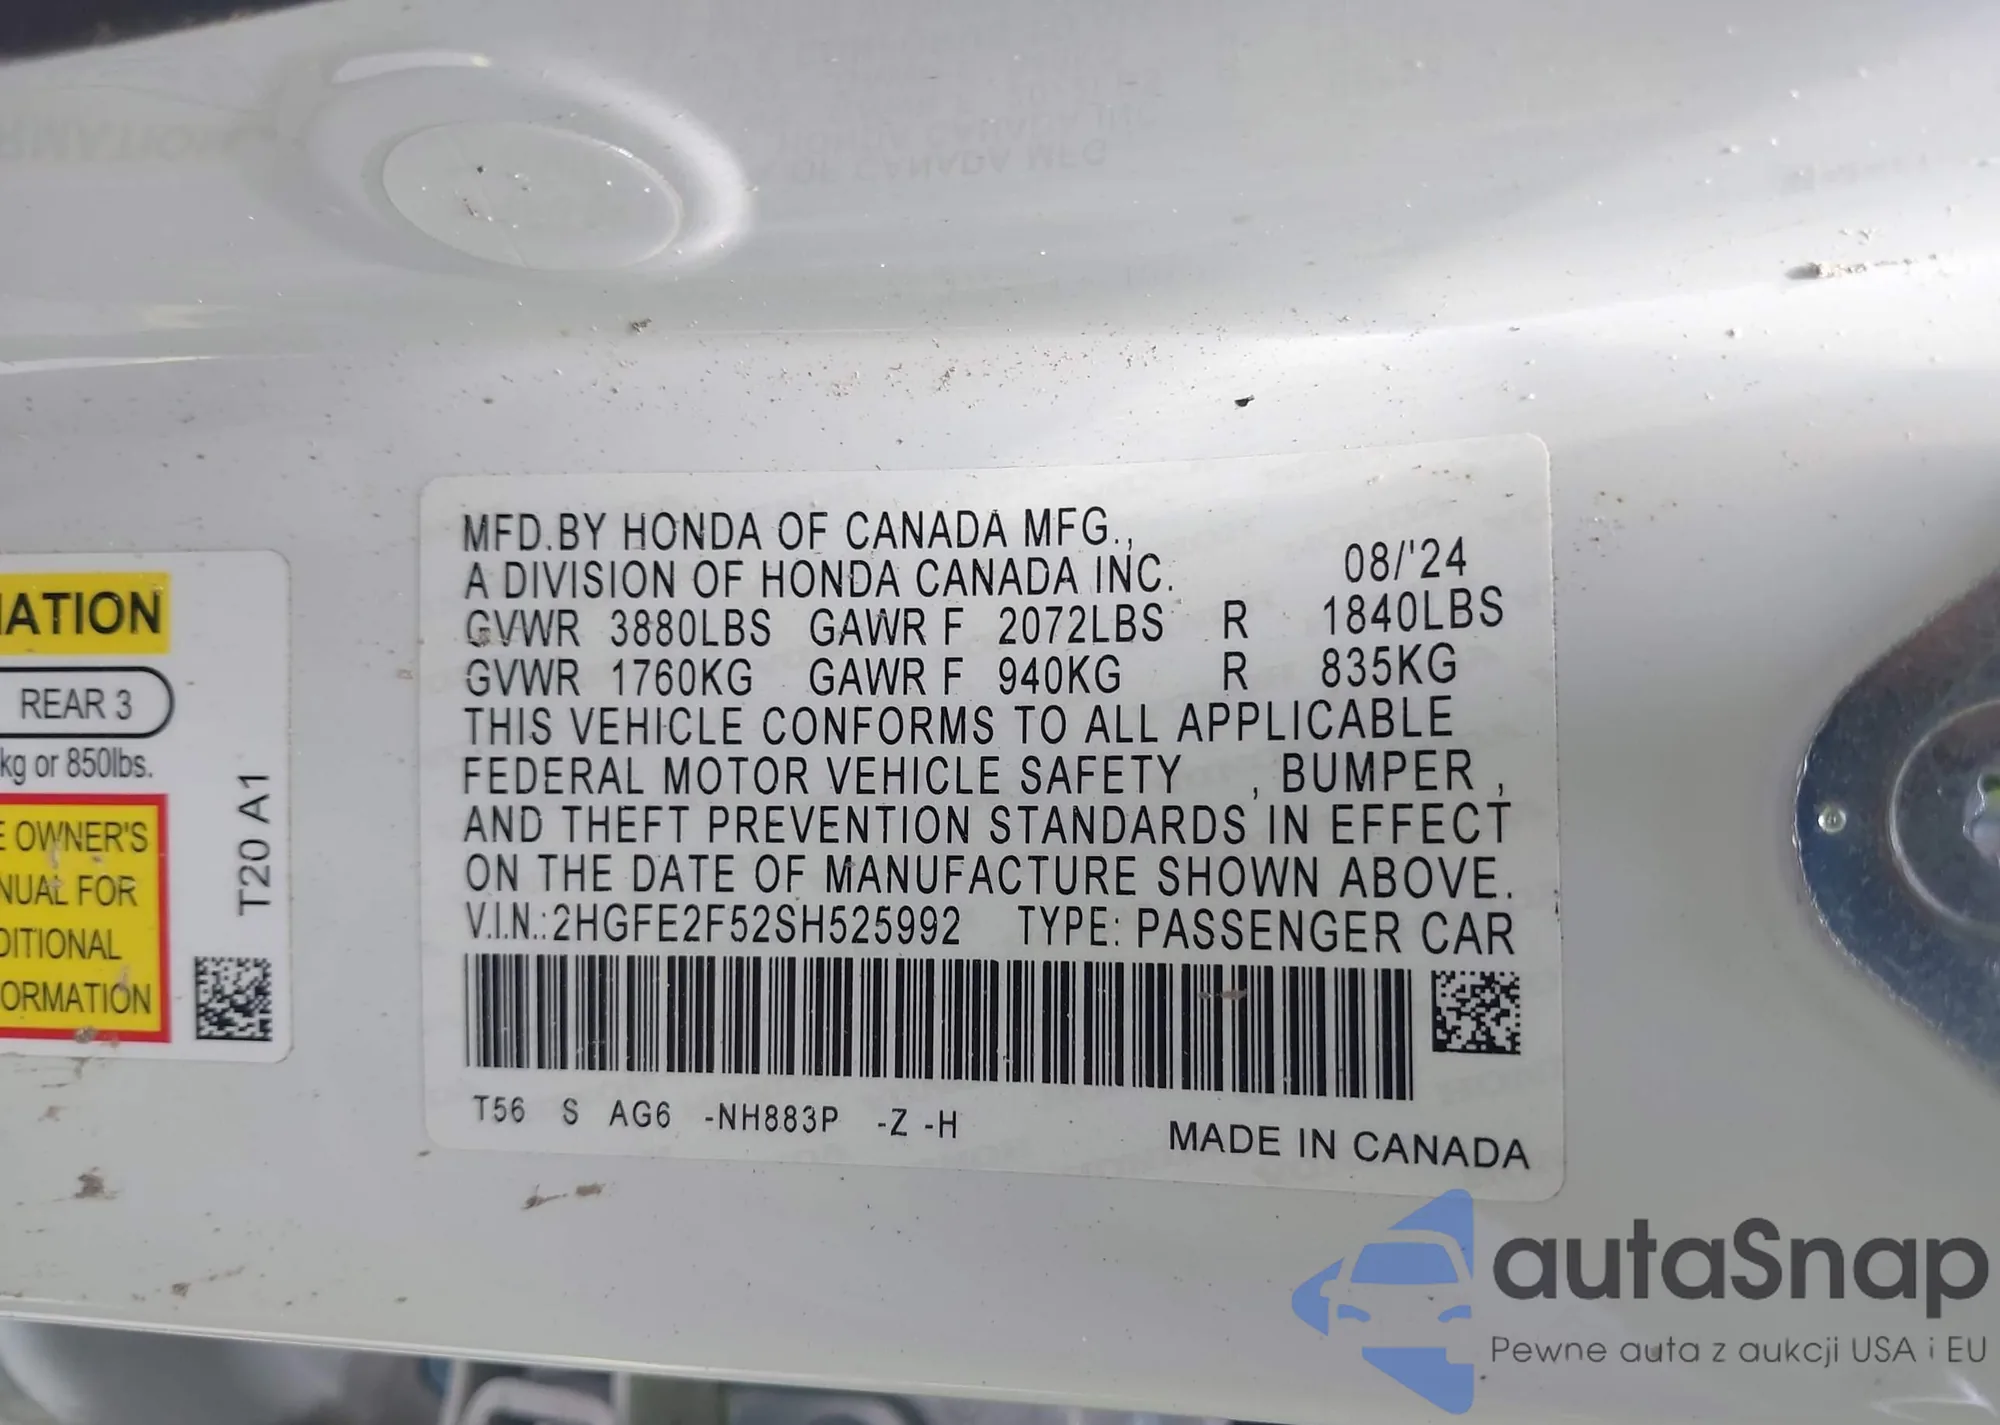 MFD.BY HONDA OF CANADA MFG.,
A DIVISION OF HONDA CANADA INC. 08/'24
GVWR 3880LBS GAWR F 2072LBS R 1840LBS
GVWR 1760KG GAWR F 940KG R 835KG
THIS VEHICLE CONFORMS TO ALL APPLICABLE
FEDERAL MOTOR VEHICLE SAFETY , BUMPER ,
AND THEFT PREVENTION STANDARDS IN EFFECT
ON THE DATE OF MANUFACTURE SHOWN ABOVE.
V.I.N.:2HGFE2F52SH525992 TYPE: PASSENGER CAR
T56 S AG6 -NH883P -Z -H
MADE IN CANADA
MATION
REAR 3
kg or 850lbs.
E OWNER'S
NUAL FOR
DITIONAL
ORMATION
T20 A1
autaSnap
Pewne auta z aukcji USA i EU